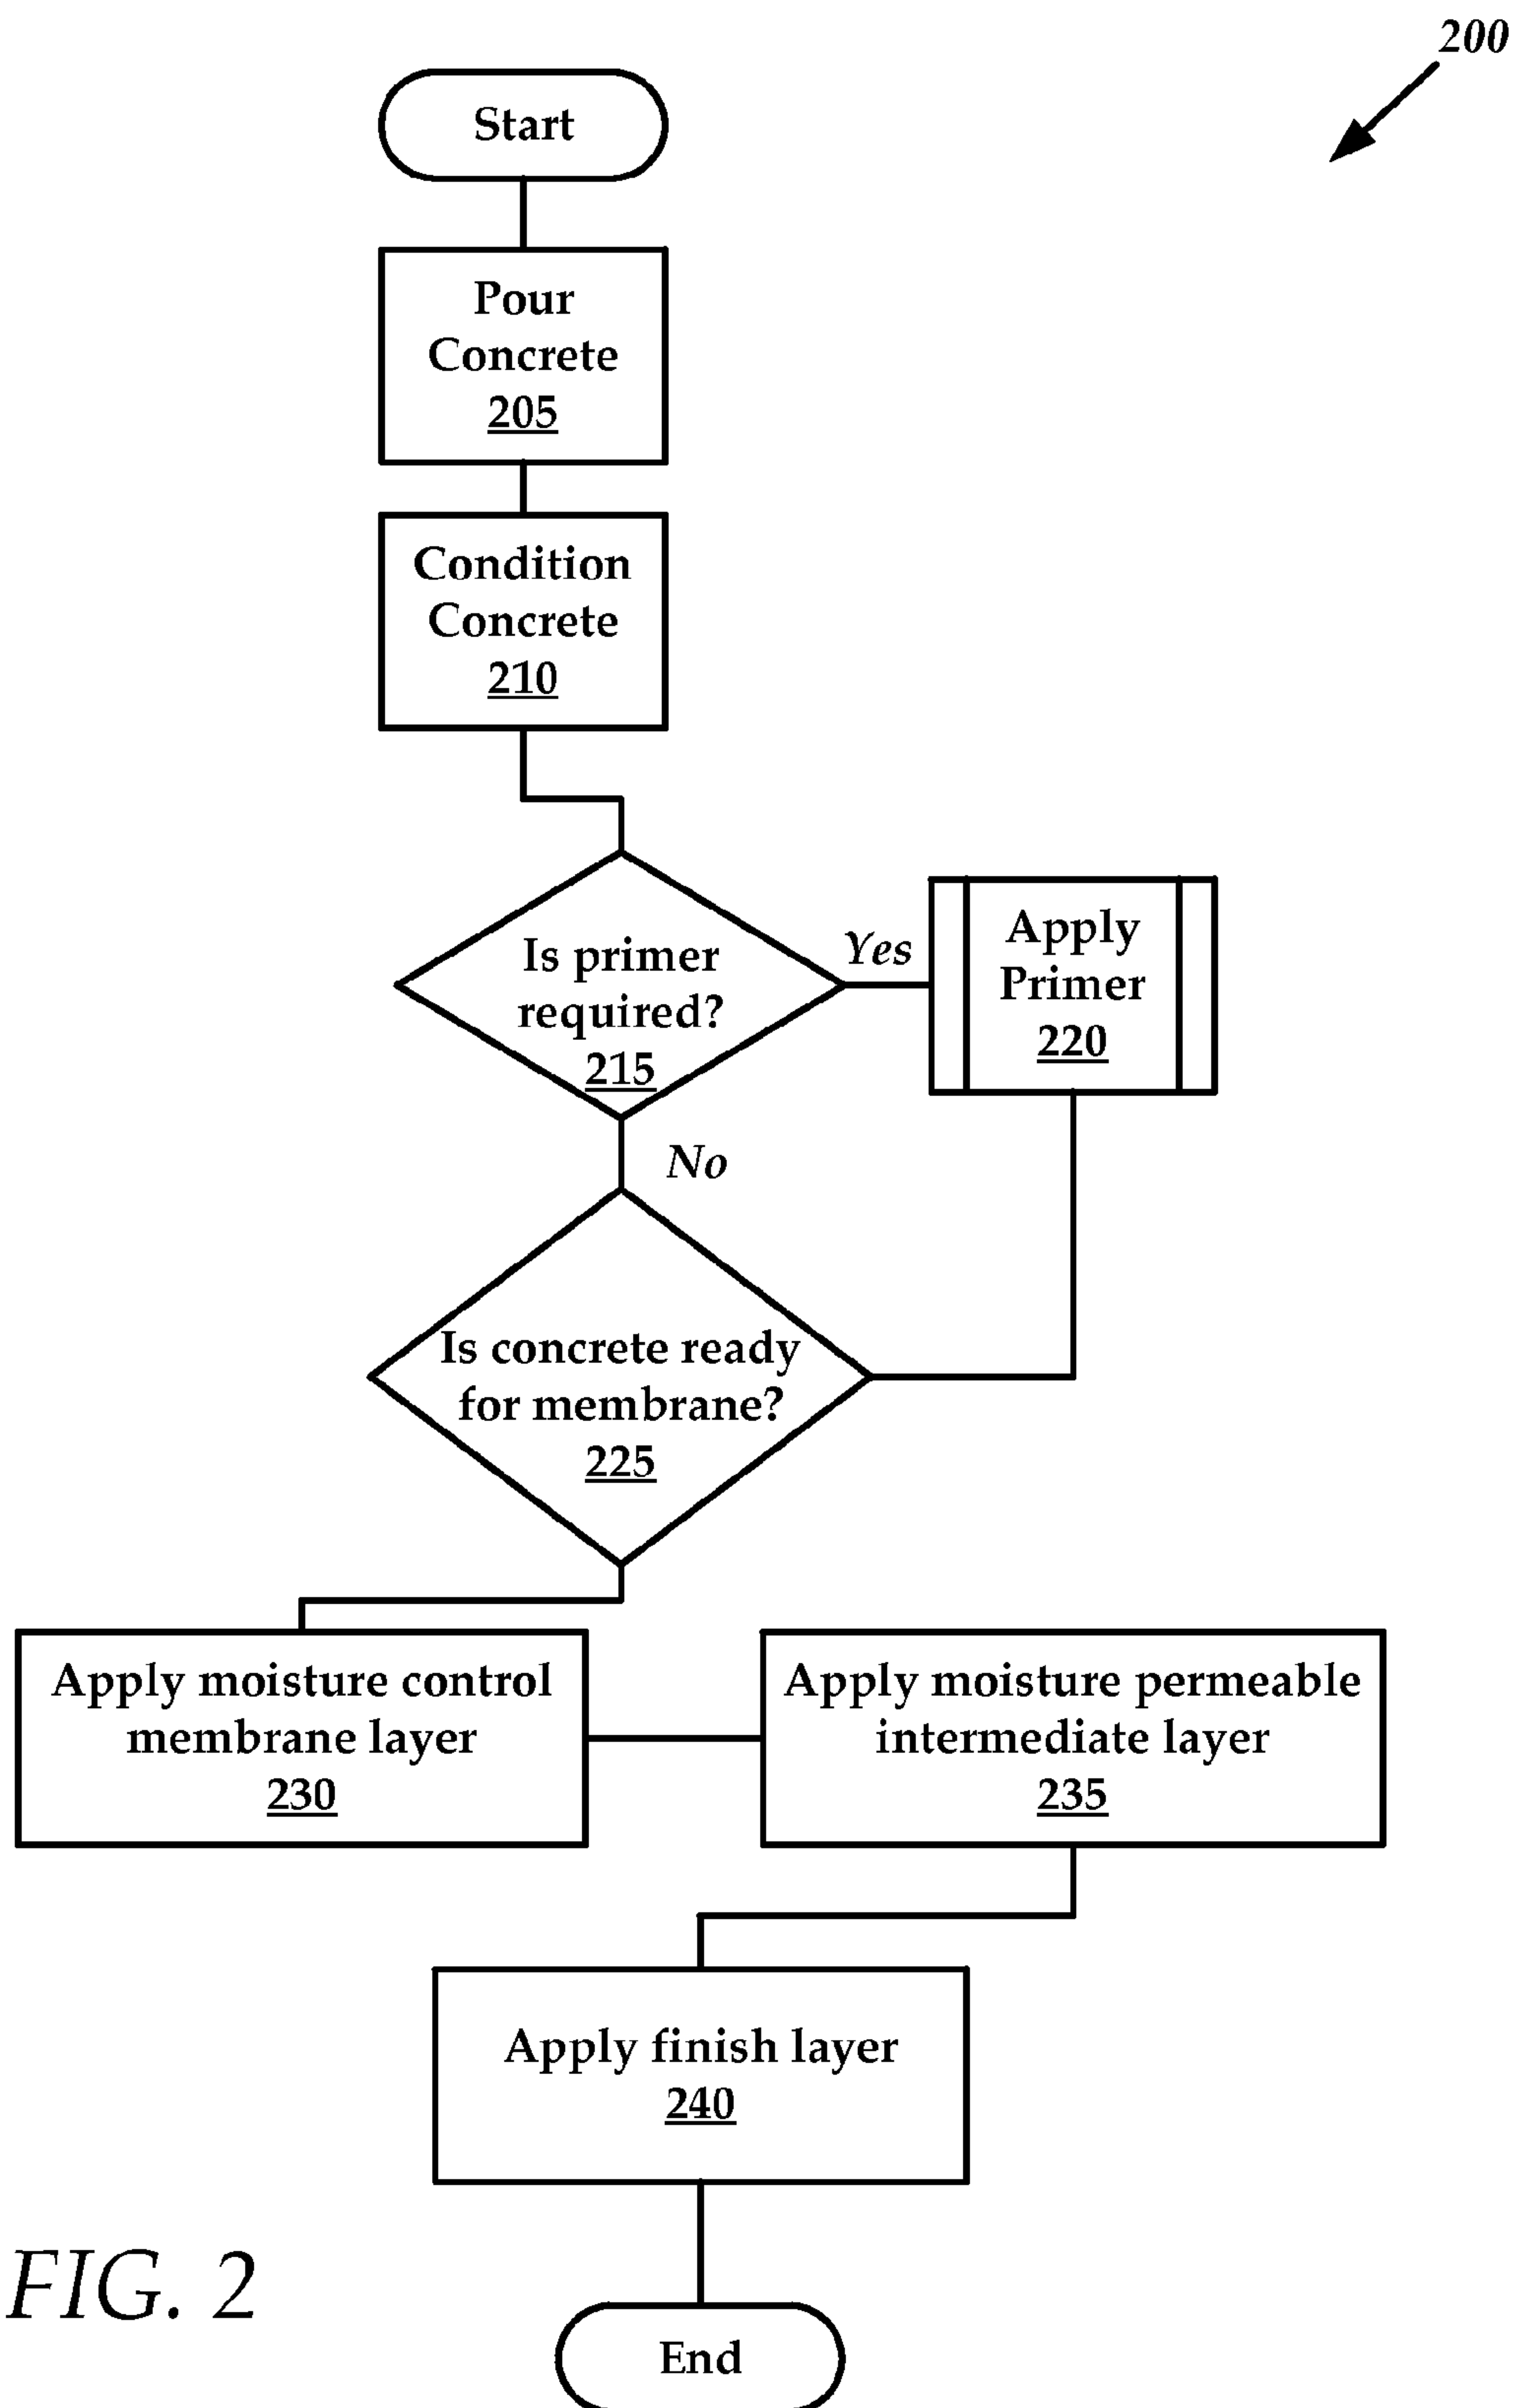 200
Start
Pour
Concrete
205
Condition
Concrete
210
Is primer
required?
215
Yes
Apply
Primer
220
No
Is concrete ready
for membrane?
225
Apply moisture control
membrane layer
230
Apply moisture permeable
intermediate layer
235
Apply finish layer
240
End
FIG. 2